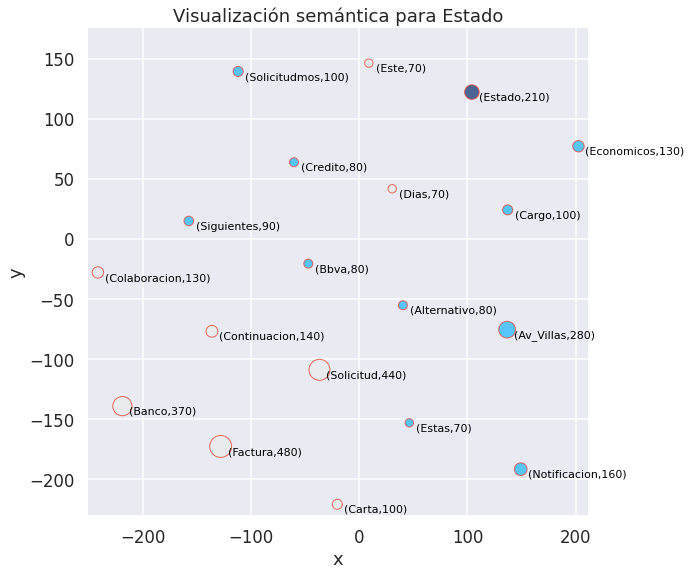 Visualización semántica para Estado
150
(Este,70)
(Solicitudmos,100)
(Estado,210)
100
(Economicos,130)
(Credito,80)
50
(Dias,70)
(Cargo,100)
(Siguientes,90)
0
(Bbva,80)
(Colaboracion,130)
y
−50
(Alternativo,80)
(Continuacion,140)
(Av_Villas,280)
−100
(Solicitud,440)
(Banco,370)
−150
(Estas,70)
(Factura,480)
(Notificacion,160)
−200
(Carta,100)
−200 −100 0 100 200
x